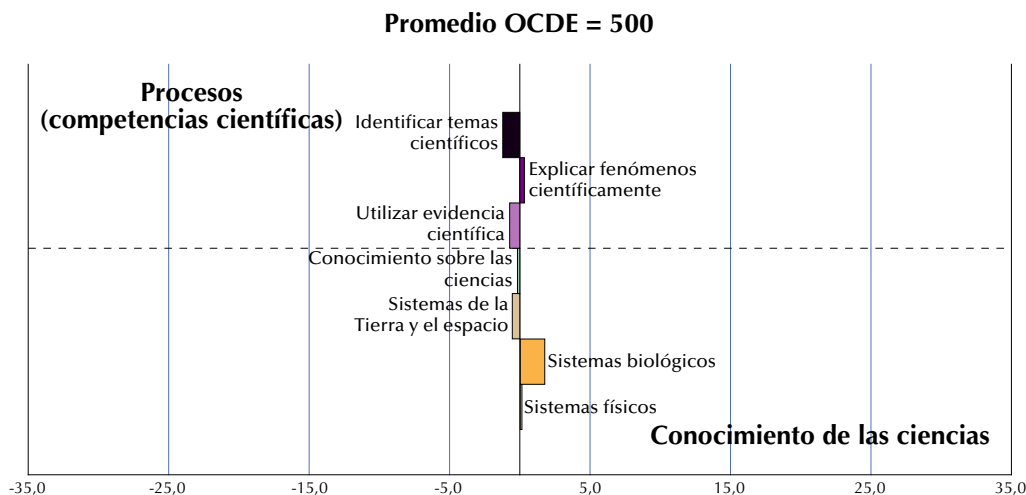 Promedio OCDE = 500
Procesos
(competencias científicas)
Identificar temas
científicos
Explicar fenómenos
científicamente
Utilizar evidencia
científica
Conocimiento sobre las
ciencias
Sistemas de la
Tierra y el espacio
Sistemas biológicos
Sistemas físicos
Conocimiento de las ciencias
-35,0 -25,0 -15,0 -5,0 5,0 15,0 25,0 35,0